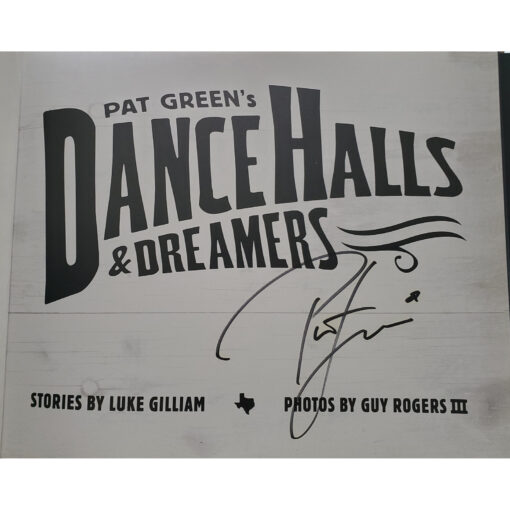 PAT GREEN's
DANCE HALLS
& DREAMERS
STORIES BY LUKE GILLIAM
PHOTOS BY GUY ROGERS III